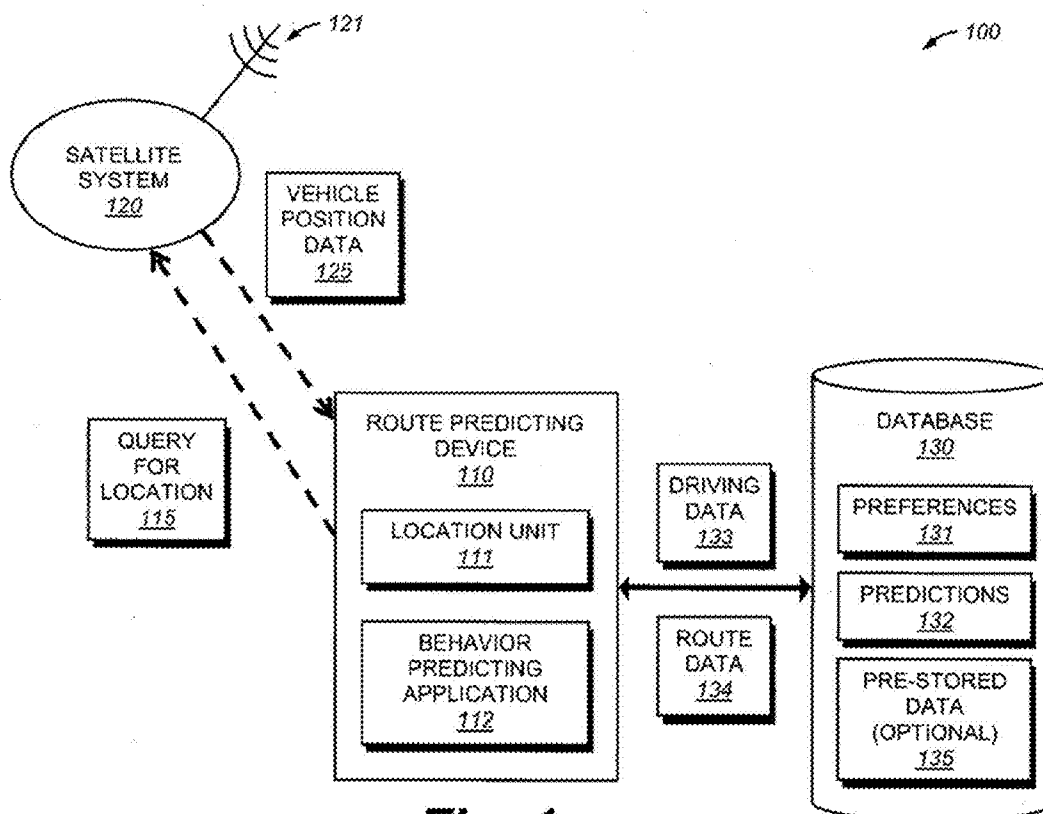 121
100
SATELLITE
SYSTEM
120
VEHICLE
POSITION
DATA
125
QUERY
FOR
LOCATION
115
ROUTE PREDICTING
DEVICE
110
LOCATION UNIT
111
BEHAVIOR
PREDICTING
APPLICATION
112
DRIVING
DATA
133
ROUTE
DATA
134
DATABASE
130
PREFERENCES
131
PREDICTIONS
132
PRE-STORED
DATA
(OPTIONAL)
135